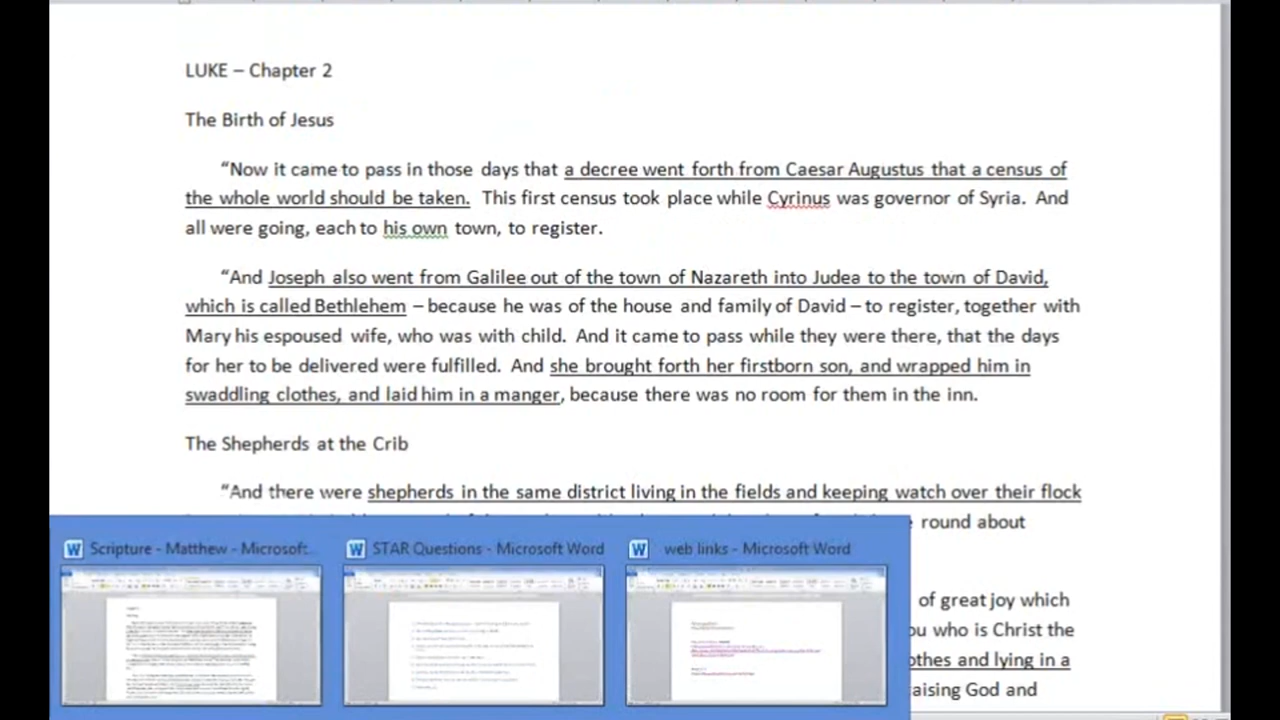 LUKE – Chapter 2
The Birth of Jesus
“Now it came to pass in those days that a decree went forth from Caesar Augustus that a census of
the whole world should be taken.  This first census took place while Cyrinus was governor of Syria.  And
all were going, each to his own town, to register.
“And Joseph also went from Galilee out of the town of Nazareth into Judea to the town of David,
which is called Bethlehem – because he was of the house and family of David – to register, together with
Mary his espoused wife, who was with child.  And it came to pass while they were there, that the days
for her to be delivered were fulfilled.  And she brought forth her firstborn son, and wrapped him in
swaddling clothes, and laid him in a manger, because there was no room for them in the inn.
The Shepherds at the Crib
“And there were shepherds in the same district living in the fields and keeping watch over their flock
round about
of great joy which
who is Christ the
and lying in a
God and
Scripture - Matthew - Microsoft...
STAR Questions - Microsoft Word
web links - Microsoft Word